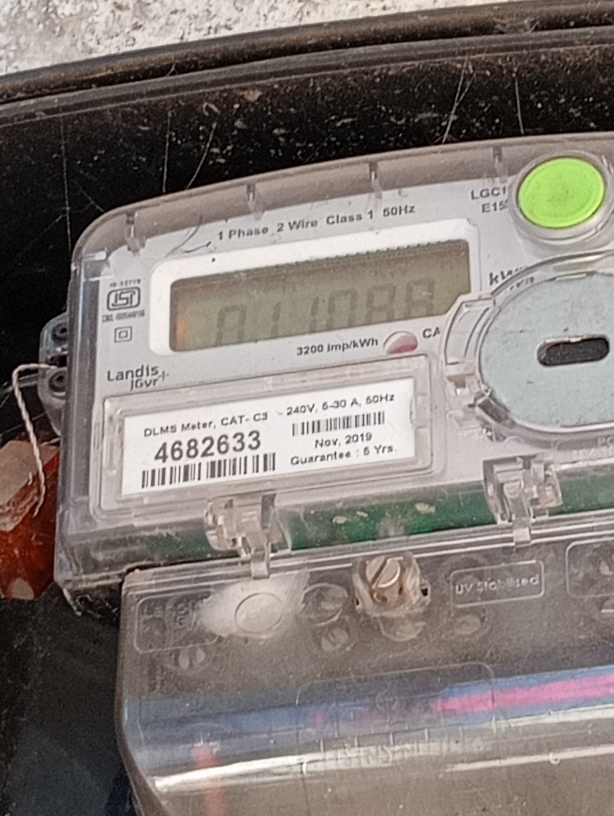 1 Phase 2 Wire Class 1 50Hz
3200 imp/kWh
Landis
Gyr+
DLMS Meter, CAT- C3
240V, 5-30 A, 50Hz
4682633
Nov, 2019
Guarantee : 5 Yrs.
UV Stabilised